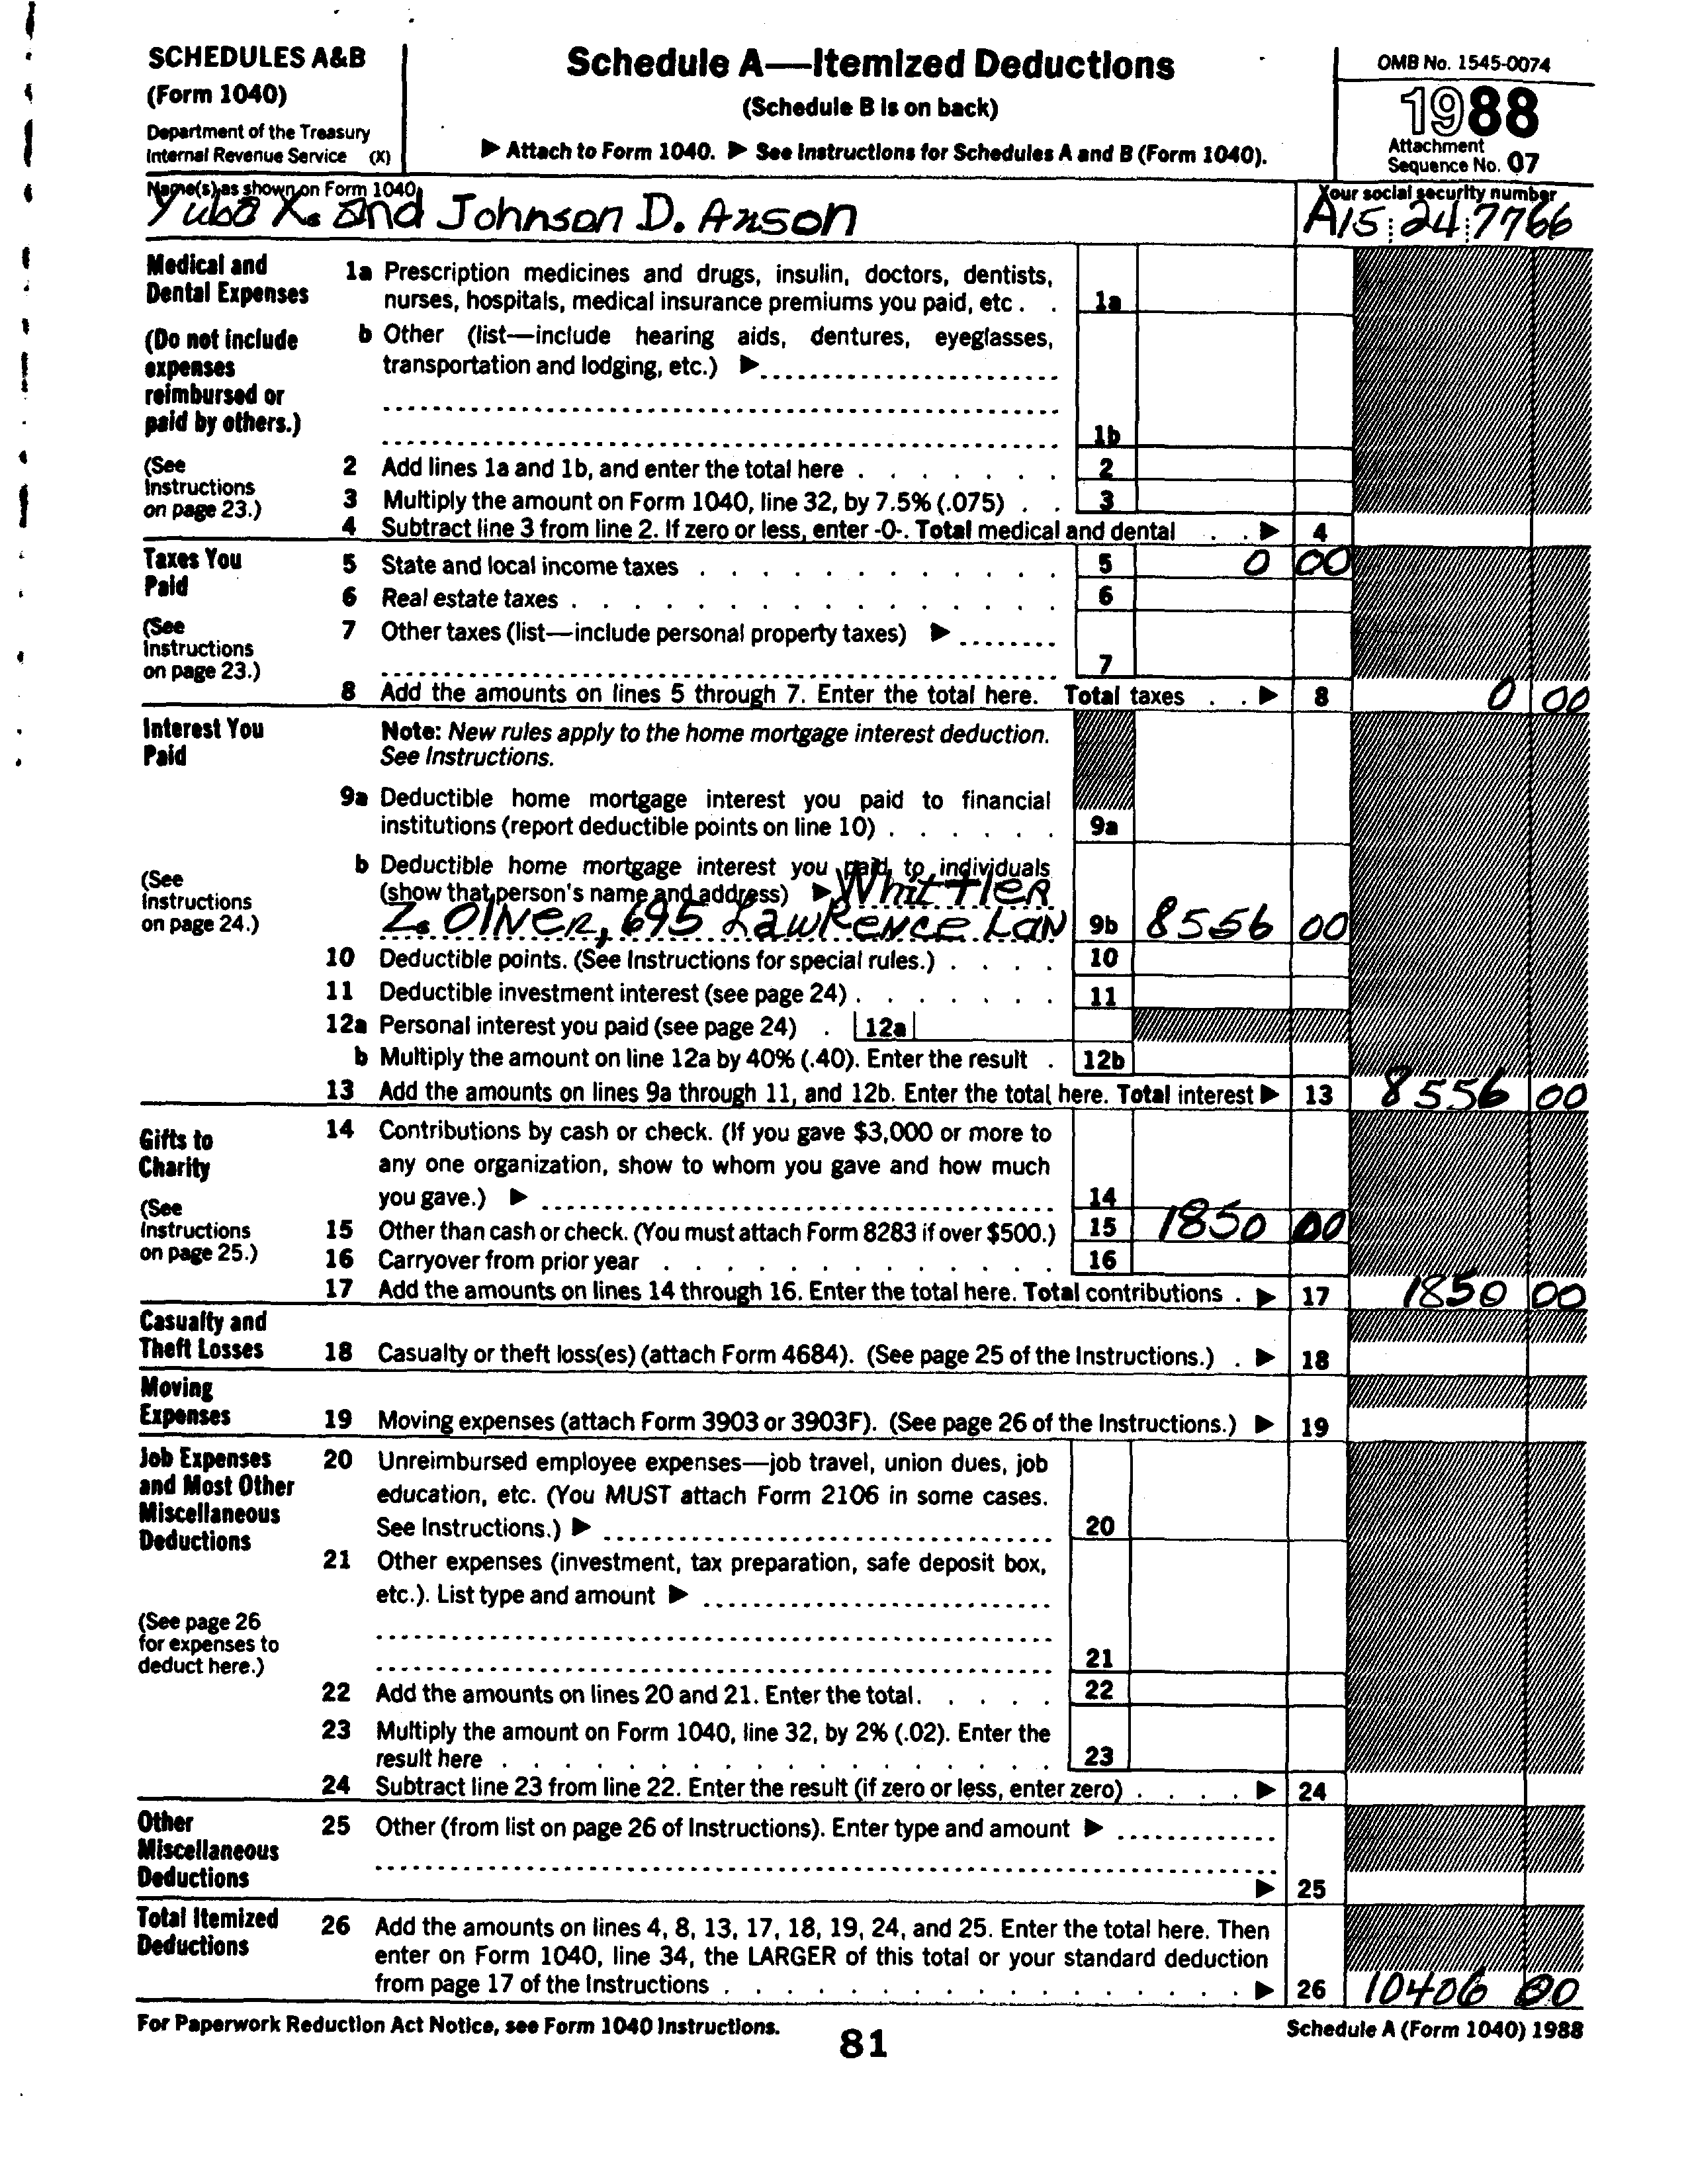 SCHEDULES A&B
(Form 1040)
Department of the Treasury
Internal Revenue Service (X)
Schedule A—Itemized Deductions
(Schedule B is on back)
▶ Attach to Form 1040. ▶ See Instructions for Schedules A and B (Form 1040).
OMB No. 1545-0074
1988
Attachment
Sequence No. 07
Name(s) as shown on Form 1040
Yuba X. and Johnson D. Anson
Your social security number
A15 24 7766
Medical and
Dental Expenses
(Do not include
expenses
reimbursed or
paid by others.)
(See
Instructions
on page 23.)
1a Prescription medicines and drugs, insulin, doctors, dentists,
nurses, hospitals, medical insurance premiums you paid, etc . . 1a
b Other (list—include hearing aids, dentures, eyeglasses,
transportation and lodging, etc.) ▶
1b
2 Add lines 1a and 1b, and enter the total here . . . . . . . 2
3 Multiply the amount on Form 1040, line 32, by 7.5% (.075) . . 3
4 Subtract line 3 from line 2. If zero or less, enter -0-. Total medical and dental . . ▶ 4
Taxes You
Paid
(See
Instructions
on page 23.)
5 State and local income taxes . . . . . . . . . . . . 5 0 00
6 Real estate taxes . . . . . . . . . . . . . . . . 6
7 Other taxes (list—include personal property taxes) ▶
7
8 Add the amounts on lines 5 through 7. Enter the total here. Total taxes . . ▶ 8 0 00
Interest You
Paid
(See
Instructions
on page 24.)
Note: New rules apply to the home mortgage interest deduction.
See Instructions.
9a Deductible home mortgage interest you paid to financial
institutions (report deductible points on line 10) . . . . . . 9a
b Deductible home mortgage interest you paid to individuals
(show that person's name and address) ▶ Whittier
Z. Oliver, 695 Lawrence Lan 9b 8556 00
10 Deductible points. (See Instructions for special rules.) . . . . 10
11 Deductible investment interest (see page 24) . . . . . . . 11
12a Personal interest you paid (see page 24) . 12a
b Multiply the amount on line 12a by 40% (.40). Enter the result . 12b
13 Add the amounts on lines 9a through 11, and 12b. Enter the total here. Total interest ▶ 13 8556 00
Gifts to
Charity
(See
Instructions
on page 25.)
14 Contributions by cash or check. (If you gave $3,000 or more to
any one organization, show to whom you gave and how much
you gave.) ▶ 14
15 Other than cash or check. (You must attach Form 8283 if over $500.) 15 1850 00
16 Carryover from prior year . . . . . . . . . . . . . 16
17 Add the amounts on lines 14 through 16. Enter the total here. Total contributions . ▶ 17 1850 00
Casualty and
Theft Losses
18 Casualty or theft loss(es) (attach Form 4684). (See page 25 of the Instructions.) . ▶ 18
Moving
Expenses
19 Moving expenses (attach Form 3903 or 3903F). (See page 26 of the Instructions.) ▶ 19
Job Expenses
and Most Other
Miscellaneous
Deductions
(See page 26
for expenses to
deduct here.)
20 Unreimbursed employee expenses—job travel, union dues, job
education, etc. (You MUST attach Form 2106 in some cases.
See Instructions.) ▶ 20
21 Other expenses (investment, tax preparation, safe deposit box,
etc.). List type and amount ▶
21
22 Add the amounts on lines 20 and 21. Enter the total. . . . . 22
23 Multiply the amount on Form 1040, line 32, by 2% (.02). Enter the
result here . . . . . . . . . . . . . . . . . . 23
24 Subtract line 23 from line 22. Enter the result (if zero or less, enter zero) . . . . ▶ 24
Other
Miscellaneous
Deductions
25 Other (from list on page 26 of Instructions). Enter type and amount ▶
▶ 25
Total Itemized
Deductions
26 Add the amounts on lines 4, 8, 13, 17, 18, 19, 24, and 25. Enter the total here. Then
enter on Form 1040, line 34, the LARGER of this total or your standard deduction
from page 17 of the Instructions . . . . . . . . . . . . . . . . . ▶ 26 10406 00
For Paperwork Reduction Act Notice, see Form 1040 Instructions.
81
Schedule A (Form 1040) 1988